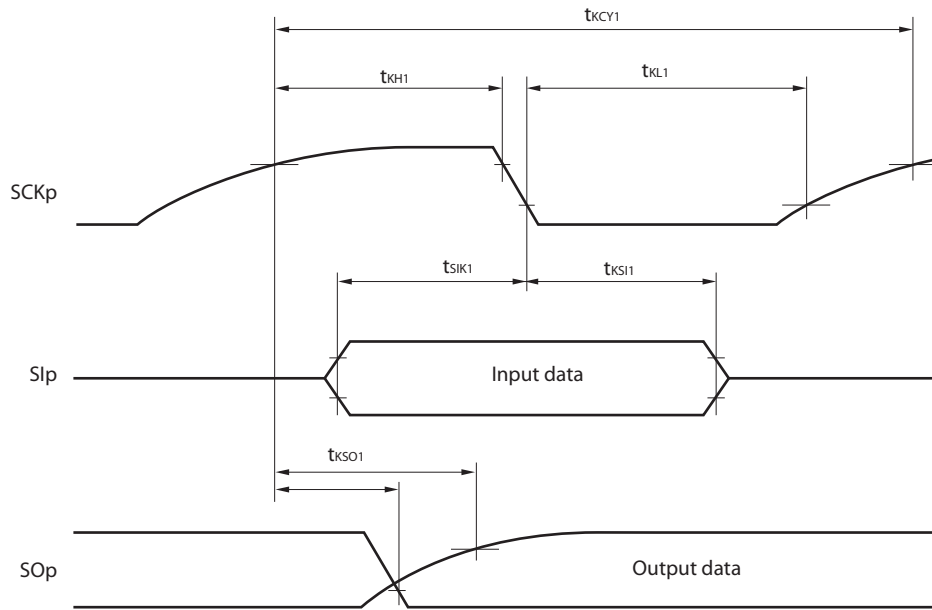 tKCY1
tKH1
tKL1
SCKp
tSIK1
tKSI1
SIp
Input data
tKSO1
SOp
Output data